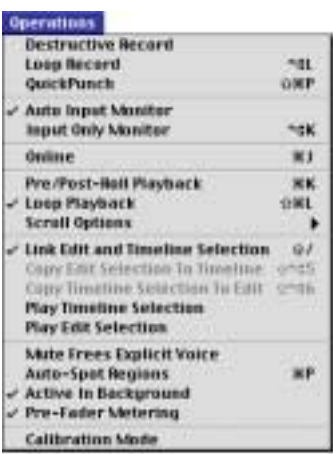 Operations
Destructive Record
Loop Record ⌥L
QuickPunch ⇧⌘P
✓ Auto Input Monitor
Input Only Monitor ⌥K
Online ⌘J
Pre/Post-Roll Playback ⌘K
✓ Loop Playback ⇧⌘L
Scroll Options ▶
✓ Link Edit and Timeline Selection ⇧/
Copy Edit Selection To Timeline
Copy Timeline Selection To Edit
Play Timeline Selection
Play Edit Selection
Mute Frees Explicit Voice
Auto-Spot Regions ⌘P
✓ Active In Background
✓ Pre-Fader Metering
Calibration Mode